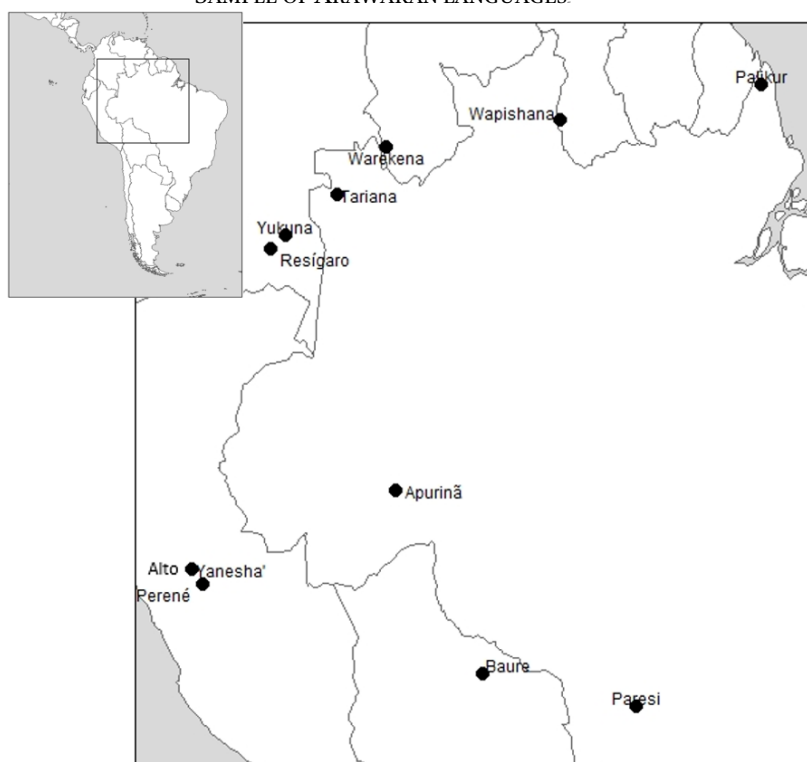 SAMPLE OF ARAWAKAN LANGUAGES.
Palikur
Wapishana
Warekena
Tariana
Yukuna
Resígaro
Apurinã
Alto
Yanesha'
Perené
Baure
Paresi